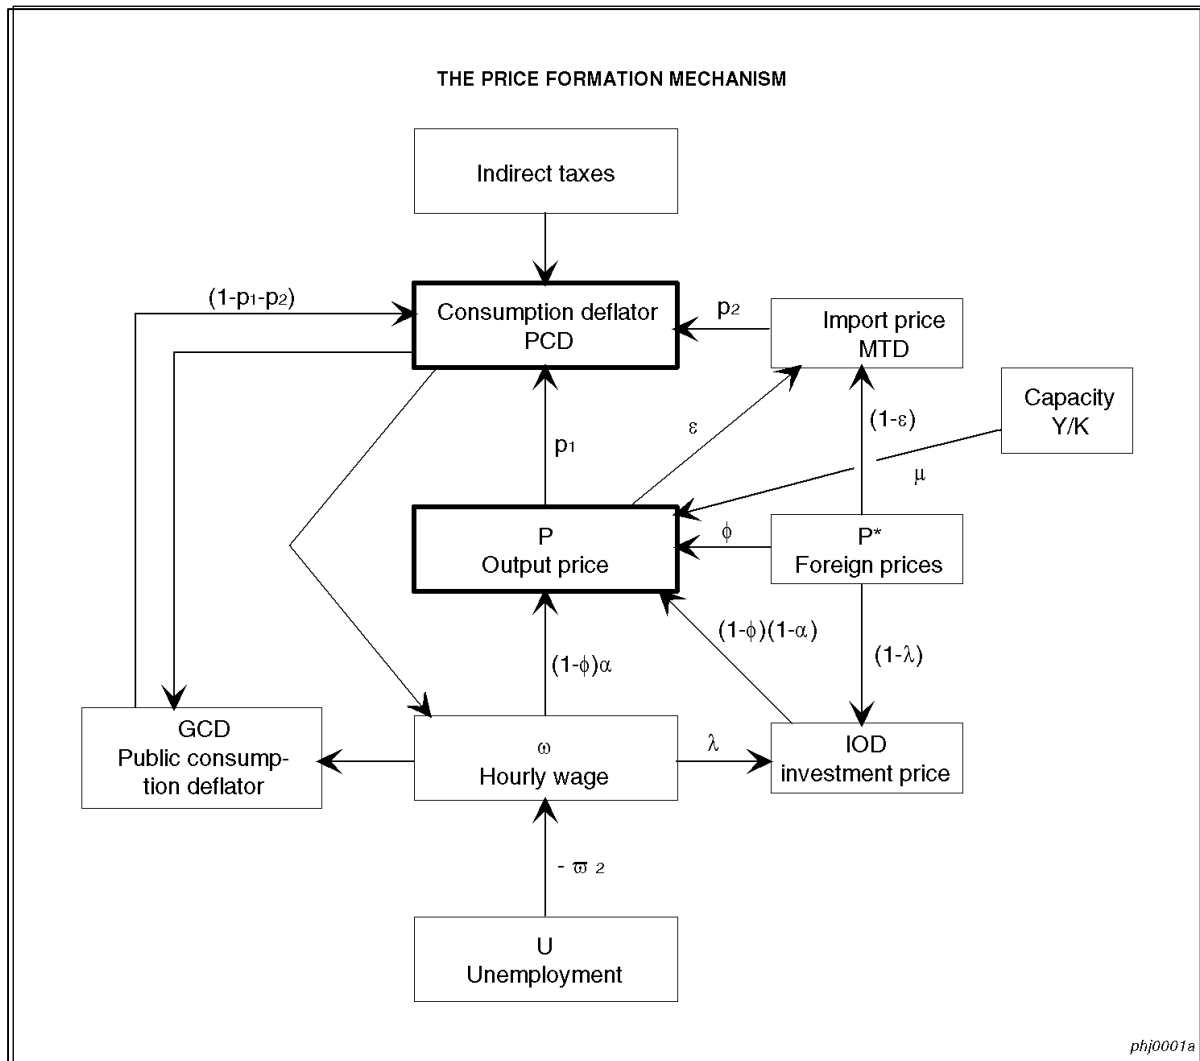 THE PRICE FORMATION MECHANISM
Indirect taxes
(1-p1-p2)
Consumption deflator
PCD
p2
Import price
MTD
Capacity
Y/K
ε
(1-ε)
p1
μ
P
Output price
ϕ
P*
Foreign prices
(1-ϕ)(1-α)
(1-ϕ)α
(1-λ)
GCD
Public consump-
tion deflator
ω
Hourly wage
λ
IOD
investment price
- ϖ 2
U
Unemployment
phj0001a